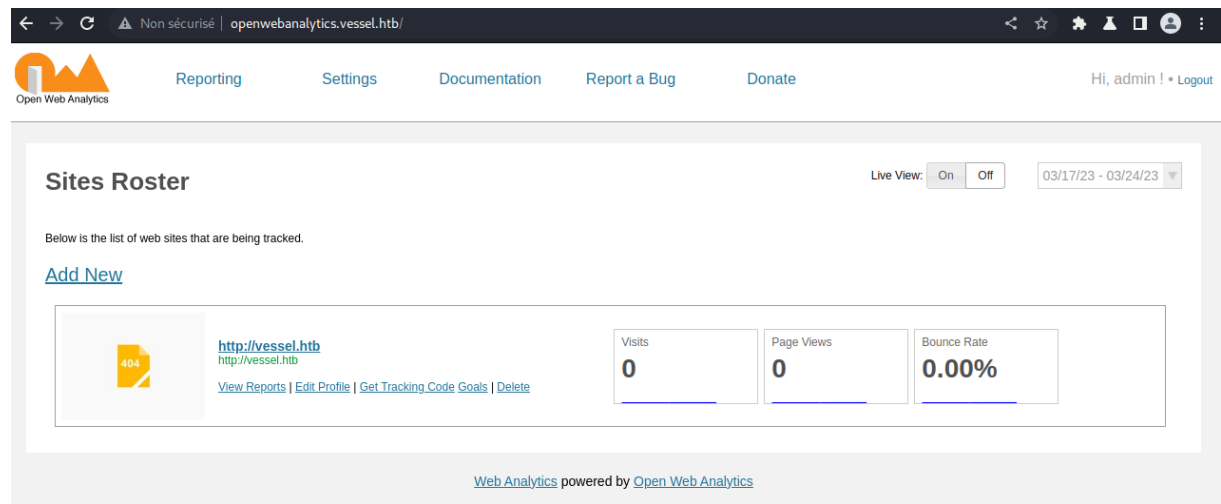 Non sécurisé openwebanalytics.vessel.htb/
Open Web Analytics
Reporting Settings Documentation Report a Bug Donate Hi, admin ! • Logout
Sites Roster Live View: On Off 03/17/23 - 03/24/23
Below is the list of web sites that are being tracked.
Add New
404
http://vessel.htb
http://vessel.htb
View Reports | Edit Profile | Get Tracking Code Goals | Delete
Visits Page Views Bounce Rate
0 0 0.00%
Web Analytics powered by Open Web Analytics